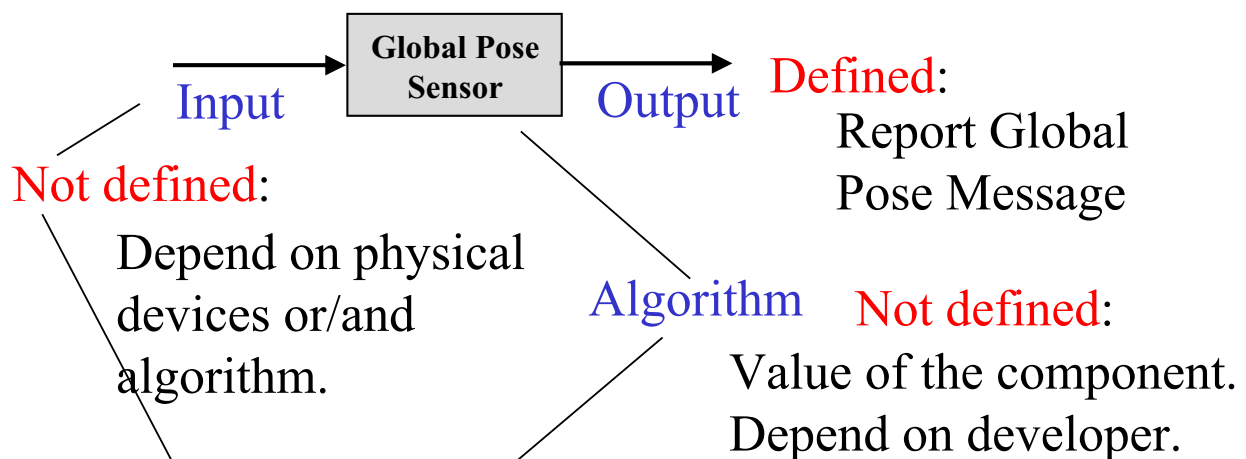 Global Pose
Sensor
Input
Output
Defined:
Report Global
Pose Message
Not defined:
Depend on physical
devices or/and
algorithm.
Algorithm
Not defined:
Value of the component.
Depend on developer.